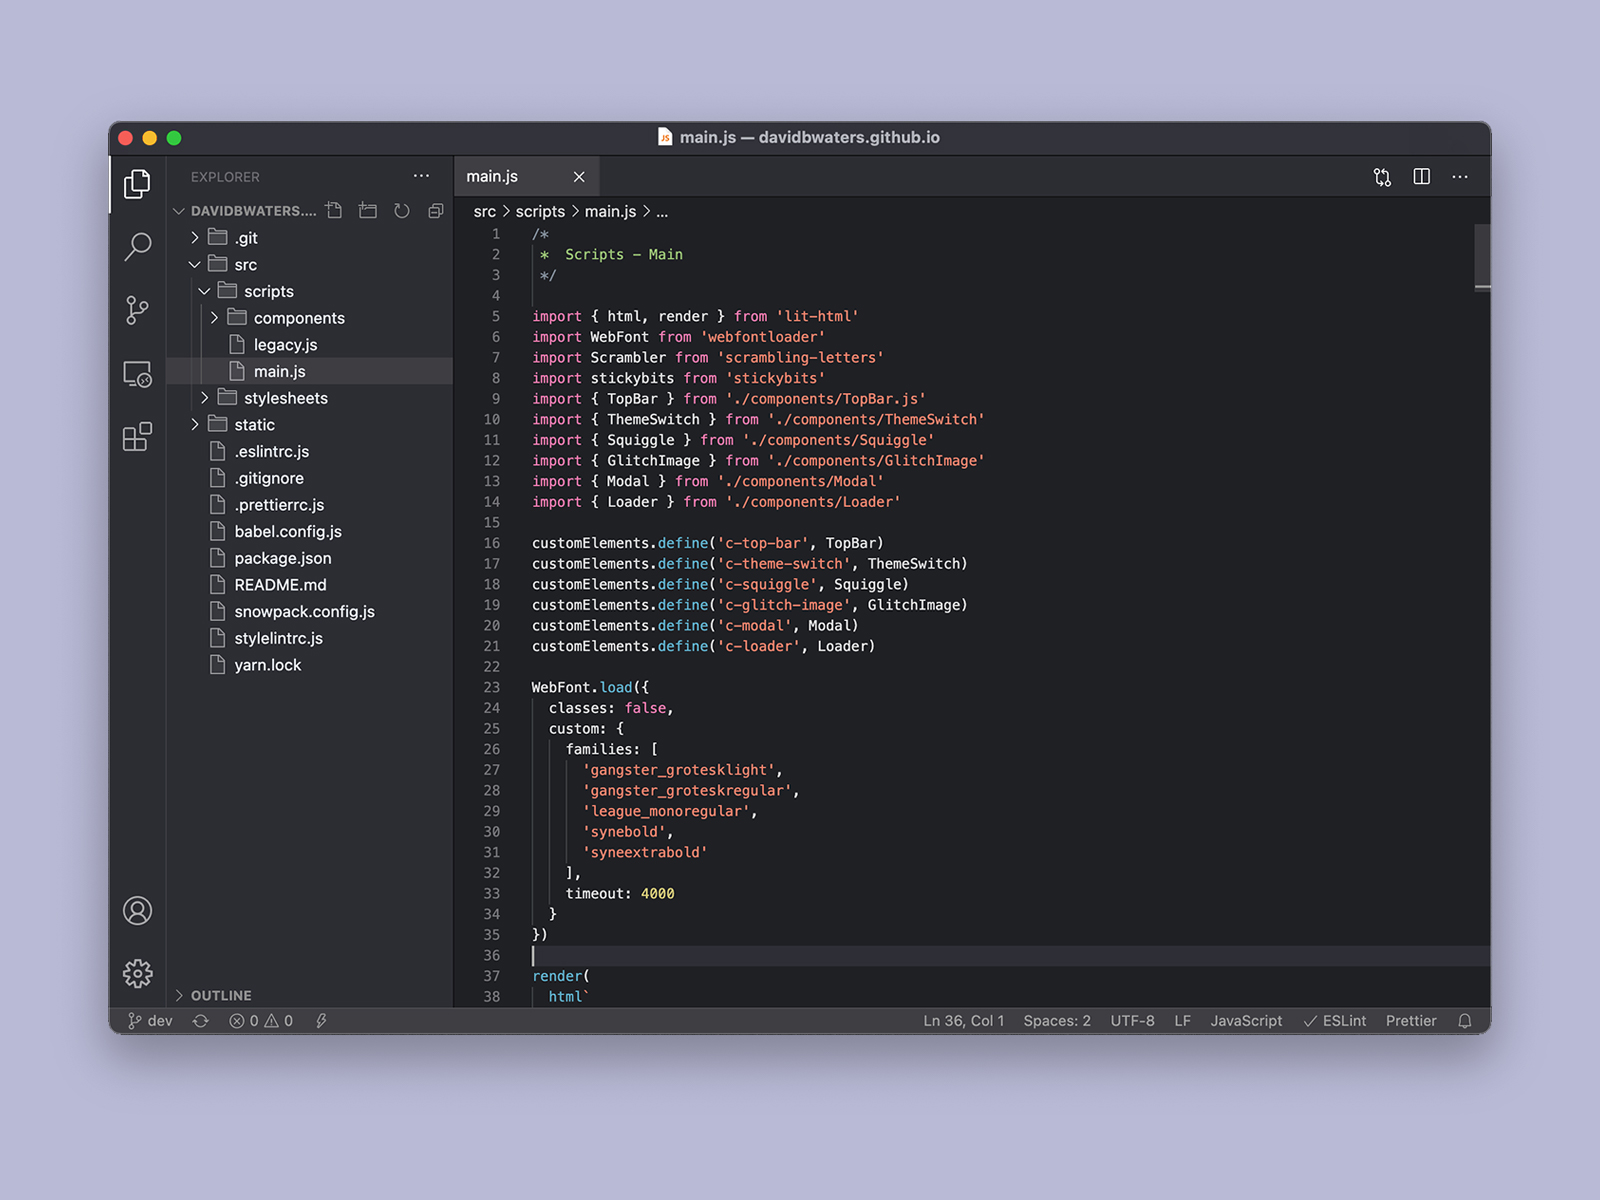 main.js — davidbwaters.github.io
EXPLORER
DAVIDBWATERS....
.git
src
scripts
components
legacy.js
main.js
stylesheets
static
.eslintrc.js
.gitignore
.prettierrc.js
babel.config.js
package.json
README.md
snowpack.config.js
stylelintrc.js
yarn.lock
OUTLINE
main.js
src > scripts > main.js > ...
1 /*
2  *  Scripts - Main
3  */
4
5 import { html, render } from 'lit-html'
6 import WebFont from 'webfontloader'
7 import Scrambler from 'scrambling-letters'
8 import stickybits from 'stickybits'
9 import { TopBar } from './components/TopBar.js'
10 import { ThemeSwitch } from './components/ThemeSwitch'
11 import { Squiggle } from './components/Squiggle'
12 import { GlitchImage } from './components/GlitchImage'
13 import { Modal } from './components/Modal'
14 import { Loader } from './components/Loader'
15
16 customElements.define('c-top-bar', TopBar)
17 customElements.define('c-theme-switch', ThemeSwitch)
18 customElements.define('c-squiggle', Squiggle)
19 customElements.define('c-glitch-image', GlitchImage)
20 customElements.define('c-modal', Modal)
21 customElements.define('c-loader', Loader)
22
23 WebFont.load({
24   classes: false,
25   custom: {
26     families: [
27       'gangster_grotesklight',
28       'gangster_groteskregular',
29       'league_monoregular',
30       'synebold',
31       'syneextrabold'
32     ],
33     timeout: 4000
34   }
35 })
36
37 render(
38   html`
dev 0 0 Ln 36, Col 1 Spaces: 2 UTF-8 LF JavaScript ESLint Prettier